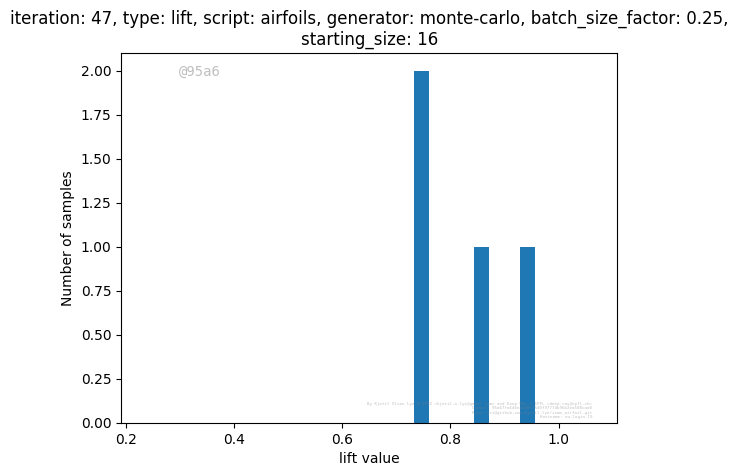 iteration: 47, type: lift, script: airfoils, generator: monte-carlo, batch_size_factor: 0.25,
starting_size: 16
@95a6
2.00
1.75
1.50
1.25
1.00
0.75
0.50
0.25
0.00
Number of samples
0.2 0.4 0.6 0.8 1.0
lift value